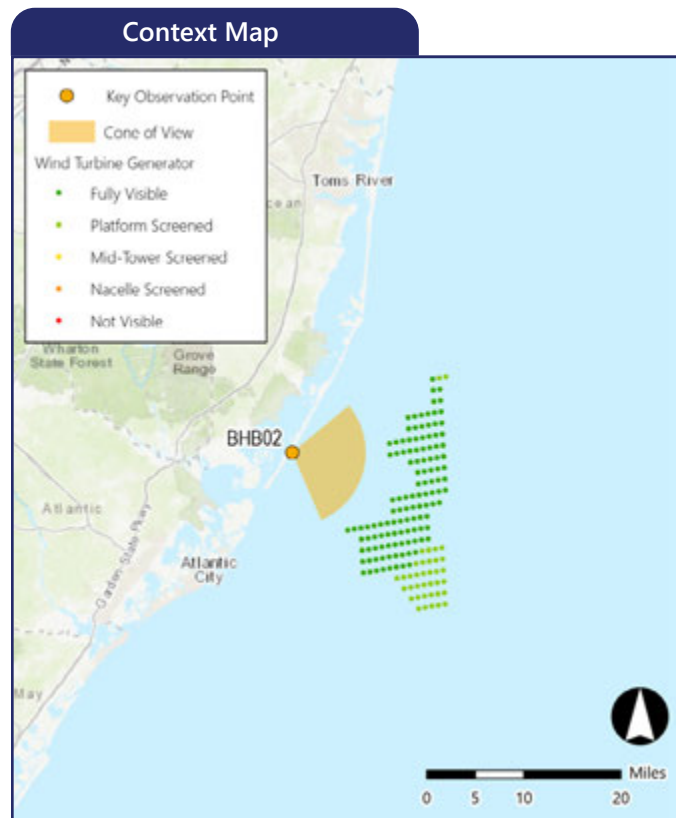 Context Map
Key Observation Point
Cone of View
Wind Turbine Generator
Fully Visible
Platform Screened
Mid-Tower Screened
Nacelle Screened
Not Visible
Toms River
cean
Wharton
State Forest
Grove
Range
BHB02
Atlantic
Garden State Pkwy
Atlantic
City
May
Miles
0 5 10 20